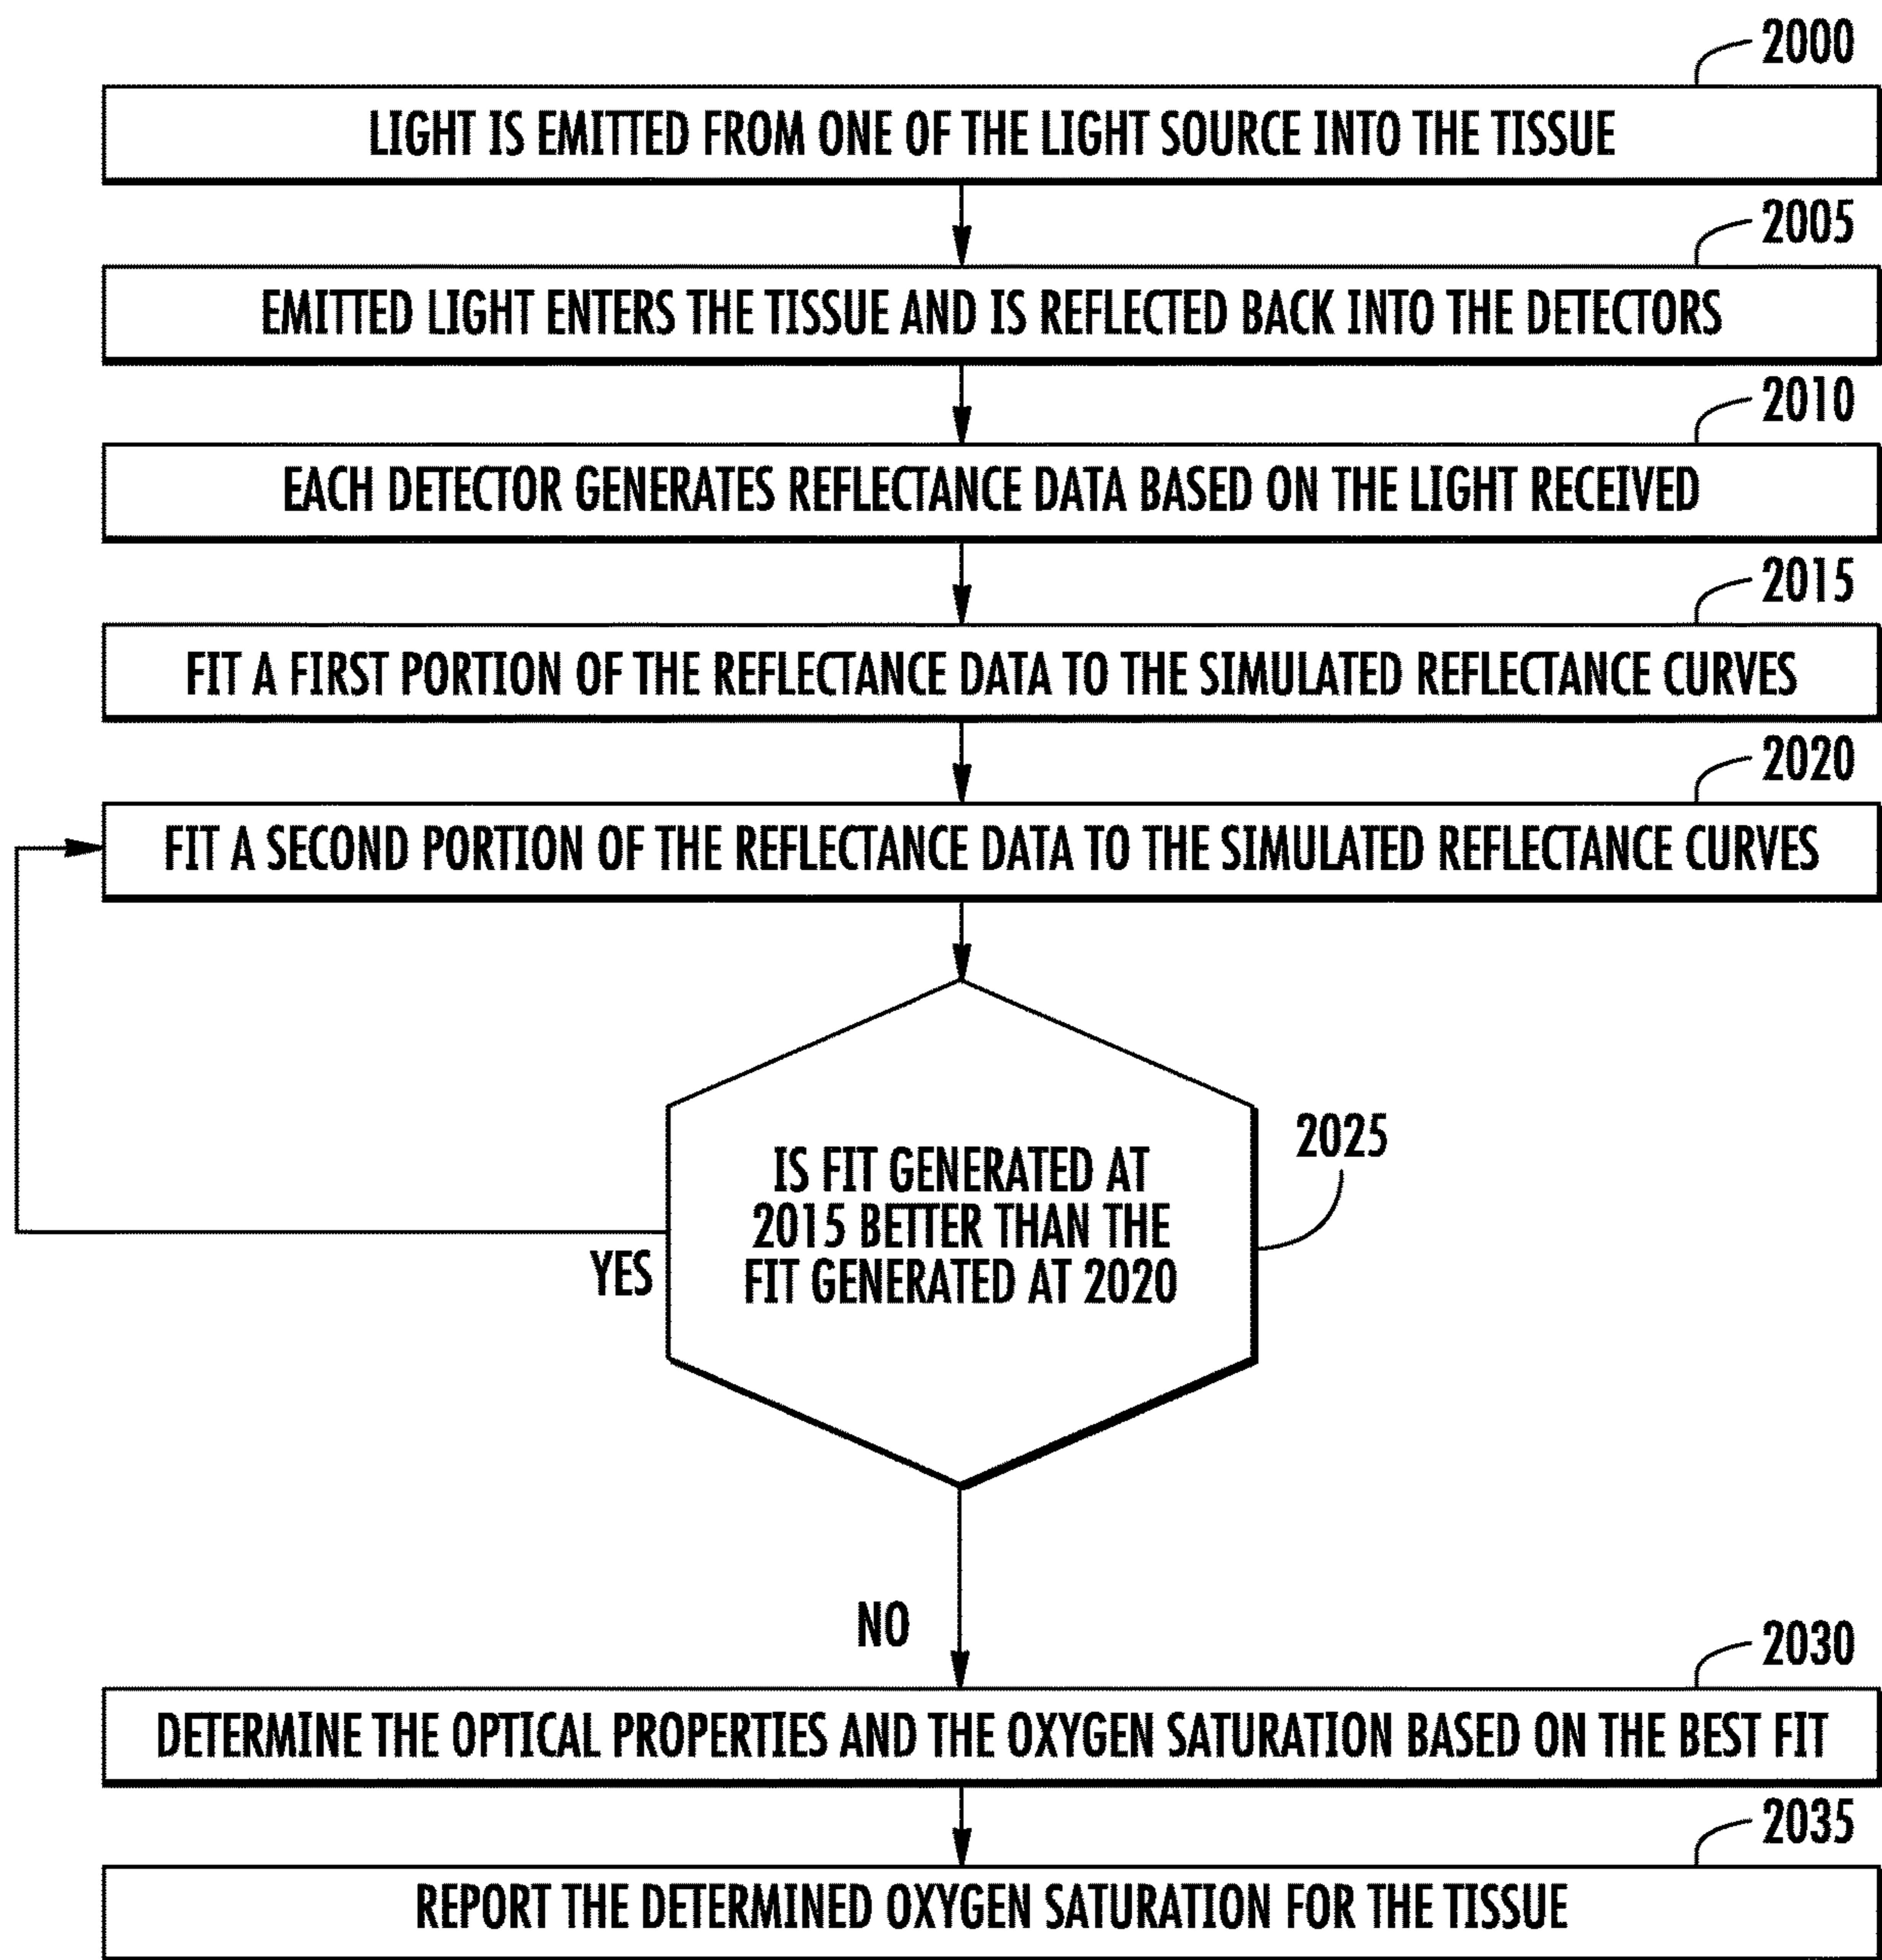 2000
LIGHT IS EMITTED FROM ONE OF THE LIGHT SOURCE INTO THE TISSUE
2005
EMITTED LIGHT ENTERS THE TISSUE AND IS REFLECTED BACK INTO THE DETECTORS
2010
EACH DETECTOR GENERATES REFLECTANCE DATA BASED ON THE LIGHT RECEIVED
2015
FIT A FIRST PORTION OF THE REFLECTANCE DATA TO THE SIMULATED REFLECTANCE CURVES
2020
FIT A SECOND PORTION OF THE REFLECTANCE DATA TO THE SIMULATED REFLECTANCE CURVES
2025
IS FIT GENERATED AT
2015 BETTER THAN THE
FIT GENERATED AT 2020
YES
NO
2030
DETERMINE THE OPTICAL PROPERTIES AND THE OXYGEN SATURATION BASED ON THE BEST FIT
2035
REPORT THE DETERMINED OXYGEN SATURATION FOR THE TISSUE